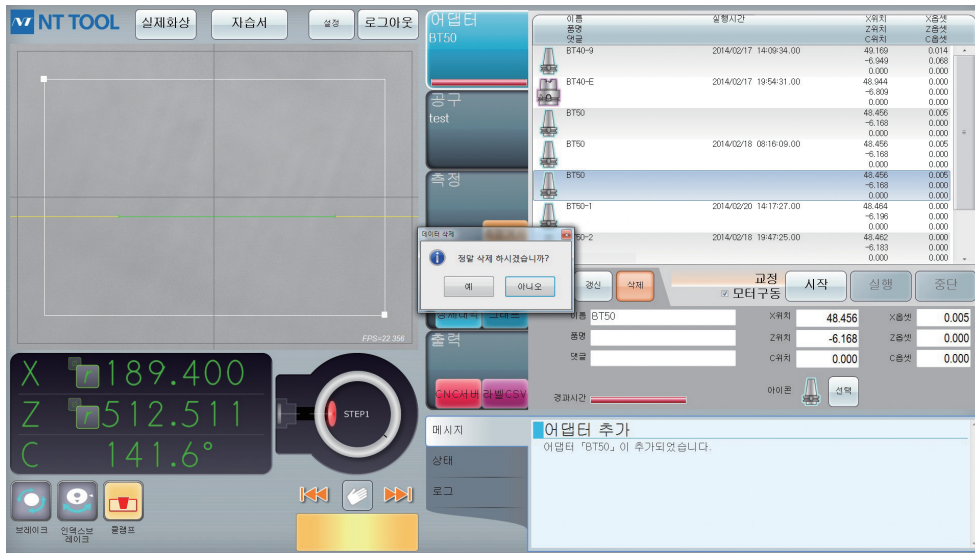 NT TOOL
실제화상
자습서
설정
로그아웃
FPS=22.356
X r 189.400
Z r 512.511
C 141.6°
STEP1
브레이크
인덱스브
레이크
쿨램프
어댑터
BT50
공구
test
측정
상세내역
그래프
출력
CNC서버
라벨CSV
이름 실행시간 X위치 X옵셋
품명 Z위치 Z옵셋
댓글 C위치 C옵셋
BT40-9 2014/02/17 14:09:34.00 49.169 0.014
-6.949 0.068
0.000 0.000
BT40-E 2014/02/17 19:54:31.00 48.944 0.000
-6.809 0.000
0.000 0.000
BT50 48.456 0.005
-6.168 0.000
0.000 0.000
BT50 2014/02/18 08:16:09.00 48.456 0.005
-6.168 0.000
0.000 0.000
BT50 48.456 0.005
-6.168 0.000
0.000 0.000
BT50-1 2014/02/20 14:17:27.00 48.464 0.000
-6.196 0.000
0.000 0.000
50-2 2014/02/18 19:47:25.00 48.462 0.000
-6.183 0.000
0.000 0.000
데이터 삭제
정말 삭제 하시겠습니까?
예
아니오
갱신
삭제
교정
모터구동
시작
실행
중단
이름 BT50 X위치 48.456 X옵셋 0.005
품명 Z위치 -6.168 Z옵셋 0.000
댓글 C위치 0.000 C옵셋 0.000
경과시간
아이콘
선택
메시지
상태
로그
어댑터 추가
어댑터 「BT50」이 추가되었습니다.